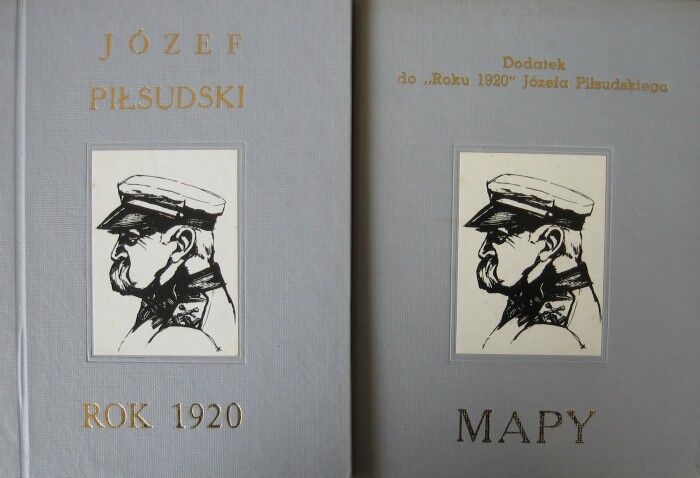 JÓZEF
PIŁSUDSKI
ROK 1920
Dodatek
do „Roku 1920" Józefa Piłsudskiego
MAPY